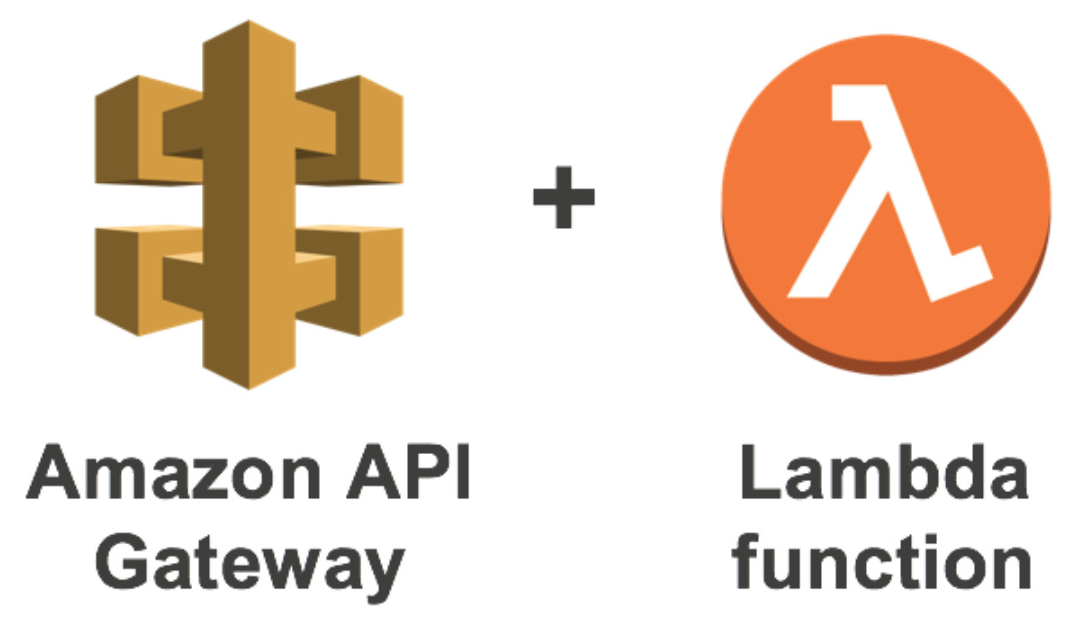 +
λ
Amazon API
Gateway
Lambda
function